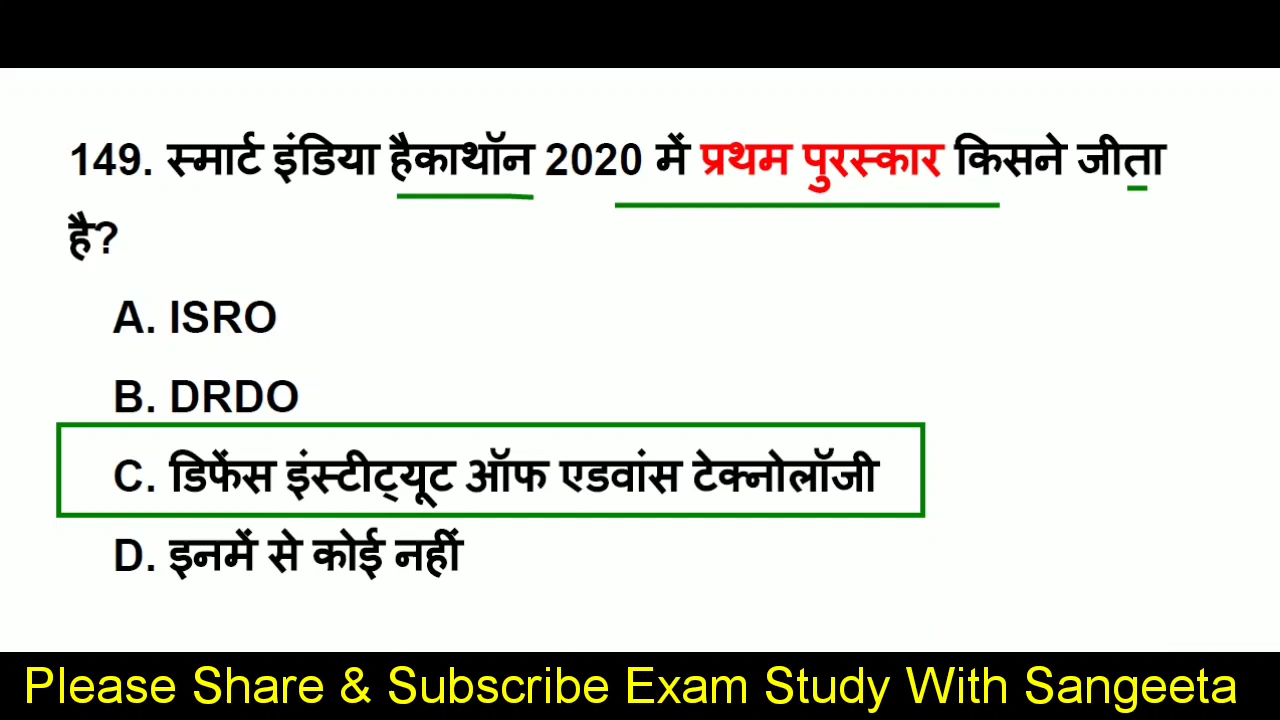 149. स्मार्ट इंडिया हैकाथॉन 2020 में प्रथम पुरस्कार किसने जीता
है?
A. ISRO
B. DRDO
C. डिफेंस इंस्टीट्यूट ऑफ एडवांस टेक्नोलॉजी
D. इनमें से कोई नहीं
Please Share & Subscribe Exam Study With Sangeeta